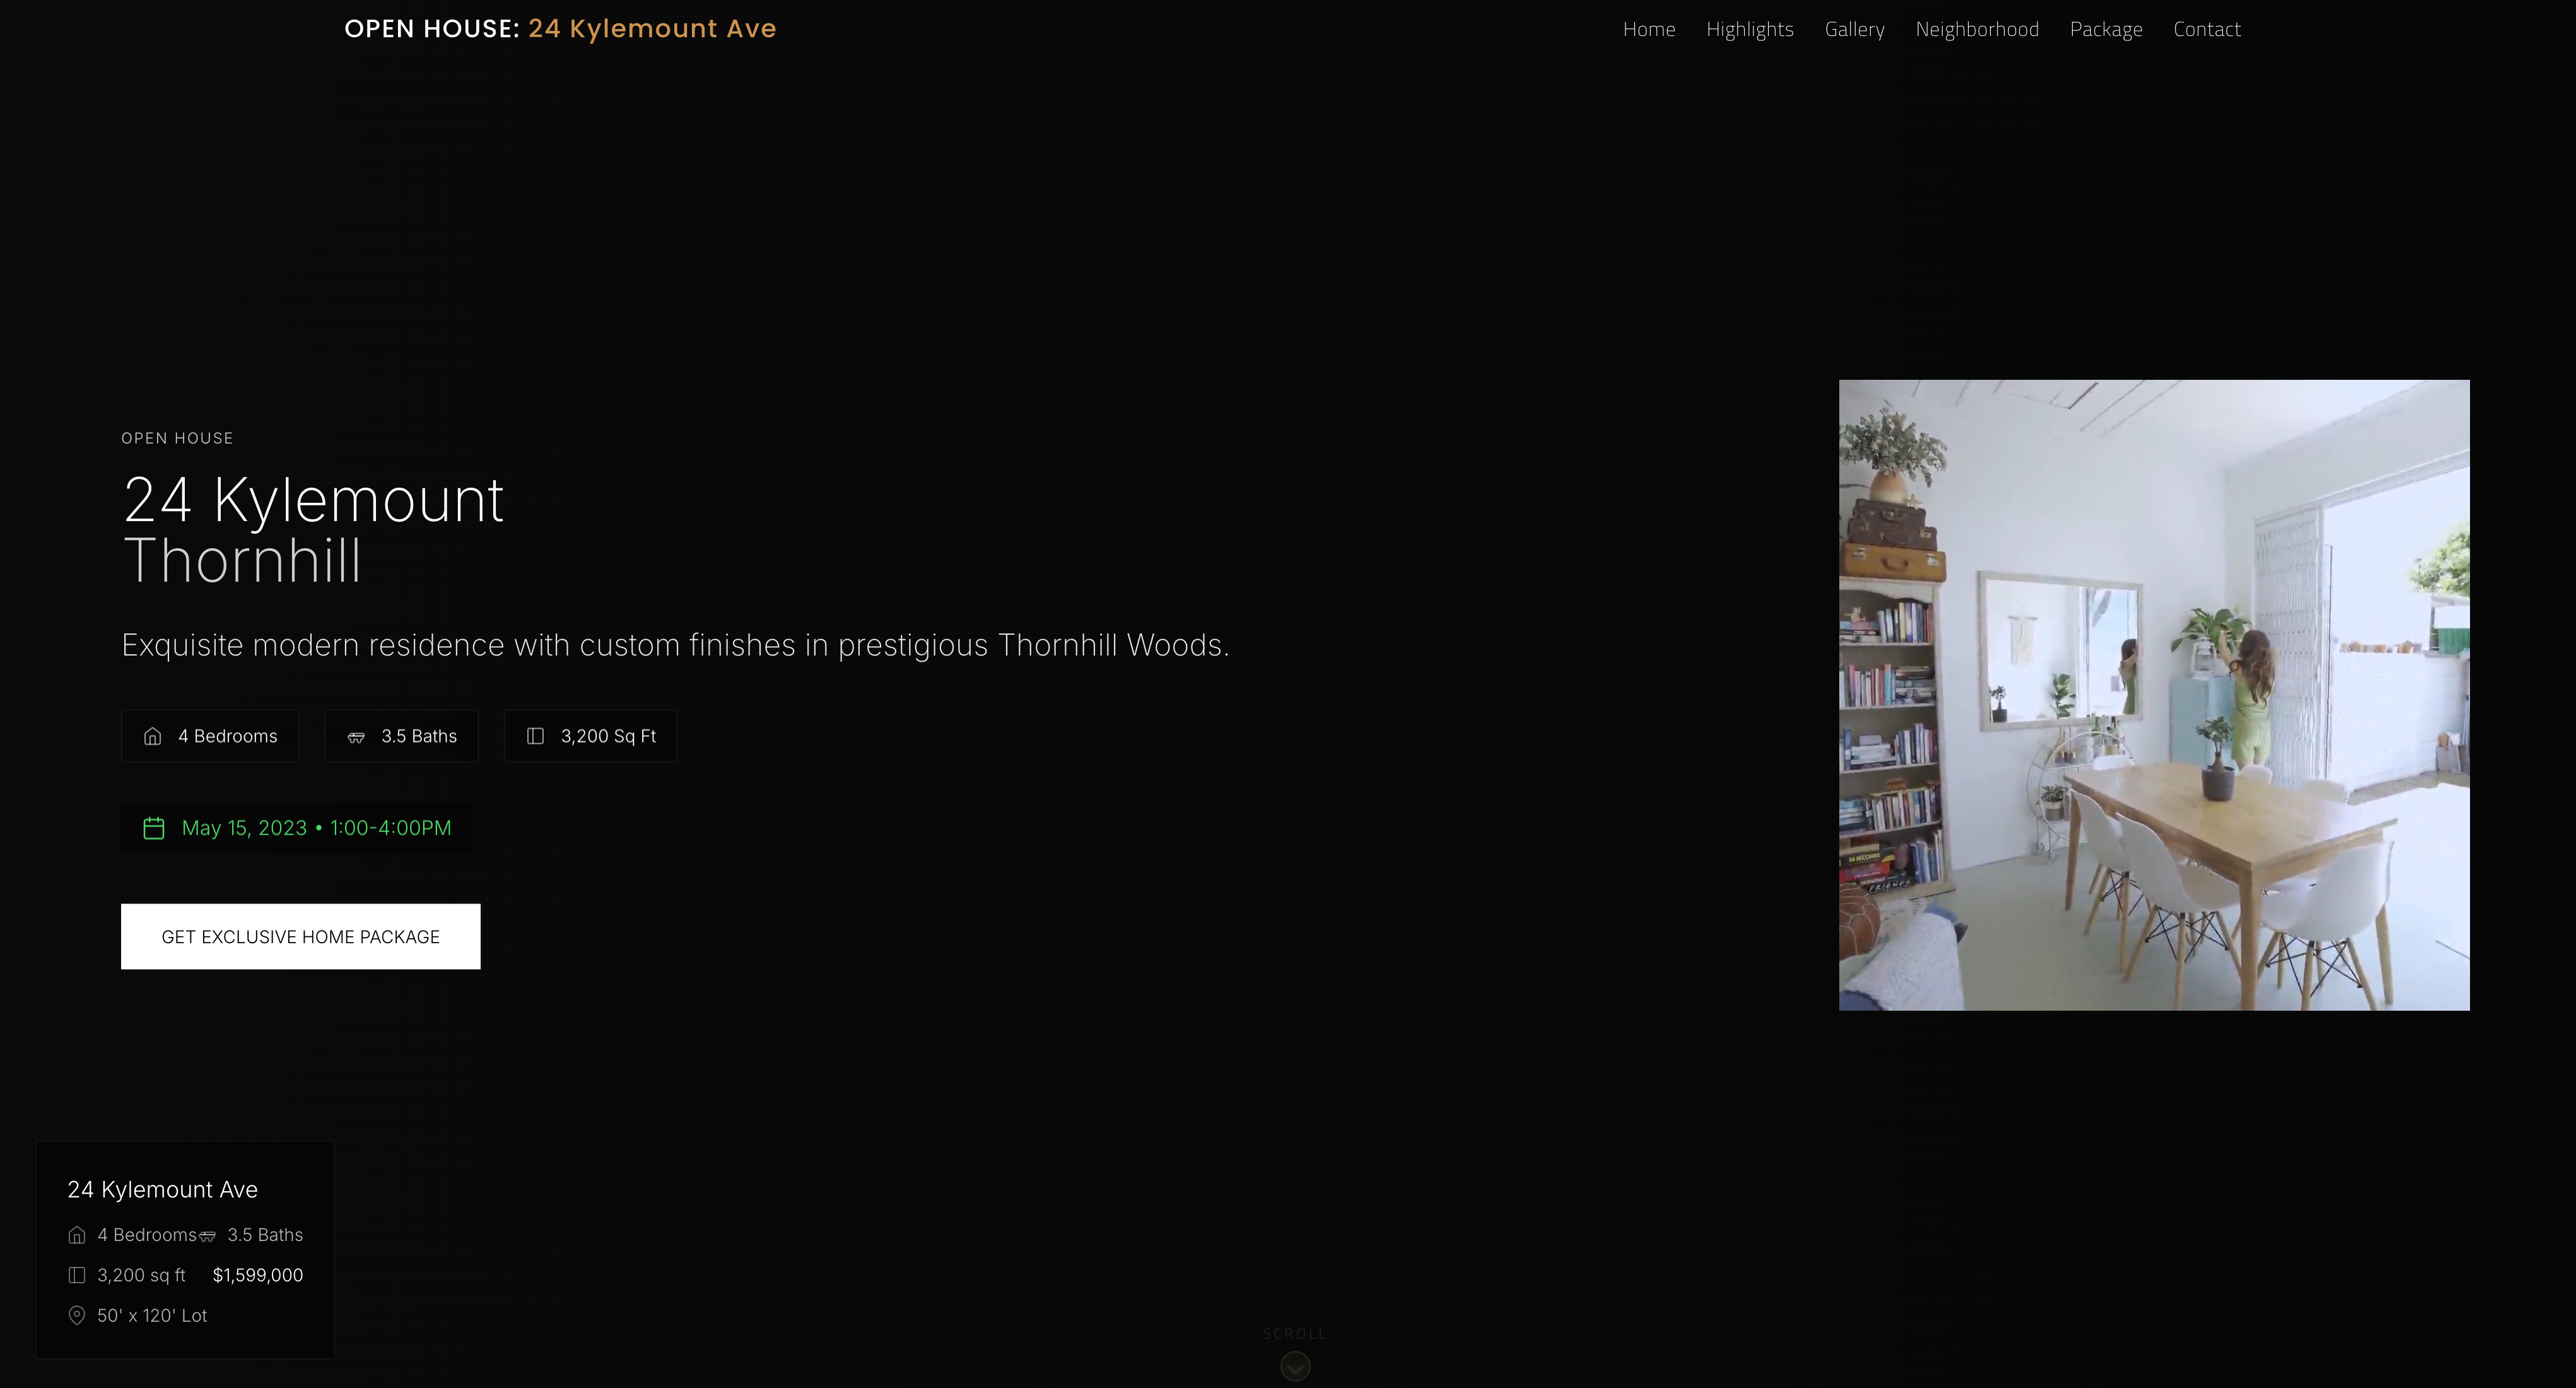 OPEN HOUSE: 24 Kylemount Ave
Home Highlights Gallery Neighborhood Package Contact
OPEN HOUSE
24 Kylemount
Thornhill
Exquisite modern residence with custom finishes in prestigious Thornhill Woods.
4 Bedrooms 3.5 Baths 3,200 Sq Ft
May 15, 2023 • 1:00-4:00PM
GET EXCLUSIVE HOME PACKAGE
30 SECONDS
FRIENDS
24 Kylemount Ave
4 Bedrooms 3.5 Baths
3,200 sq ft $1,599,000
50' x 120' Lot
SCROLL